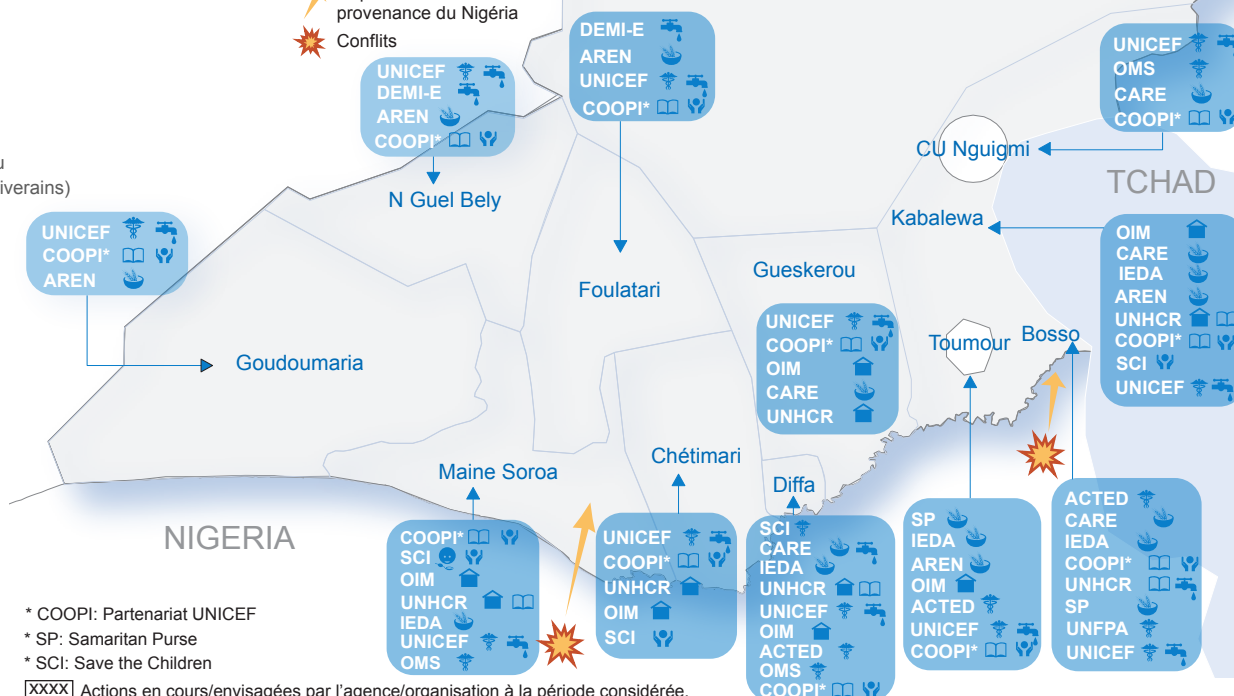 provenance du Nigéria
Conflits
iverains)
UNICEF
DEMI-E
AREN
COOPI*
N Guel Bely
DEMI-E
AREN
UNICEF
COOPI*
Foulatari
UNICEF
OMS
CARE
COOPI*
CU Nguigmi
TCHAD
Kabalewa
OIM
CARE
IEDA
AREN
UNHCR
COOPI*
SCI
UNICEF
UNICEF
COOPI*
AREN
Goudoumaria
Gueskerou
UNICEF
COOPI*
OIM
CARE
UNHCR
Toumour
Bosso
Maine Soroa
Chétimari
Diffa
NIGERIA
COOPI*
SCI
OIM
UNHCR
IEDA
UNICEF
OMS
UNICEF
COOPI*
UNHCR
OIM
SCI
SCI
CARE
IEDA
UNHCR
UNICEF
OIM
ACTED
OMS
COOPI*
SP
IEDA
AREN
OIM
ACTED
UNICEF
COOPI*
ACTED
CARE
IEDA
COOPI*
UNHCR
SP
UNFPA
UNICEF
* COOPI: Partenariat UNICEF
* SP: Samaritan Purse
* SCI: Save the Children
XXXX Actions en cours/envisagées par l'agence/organisation à la période considérée.